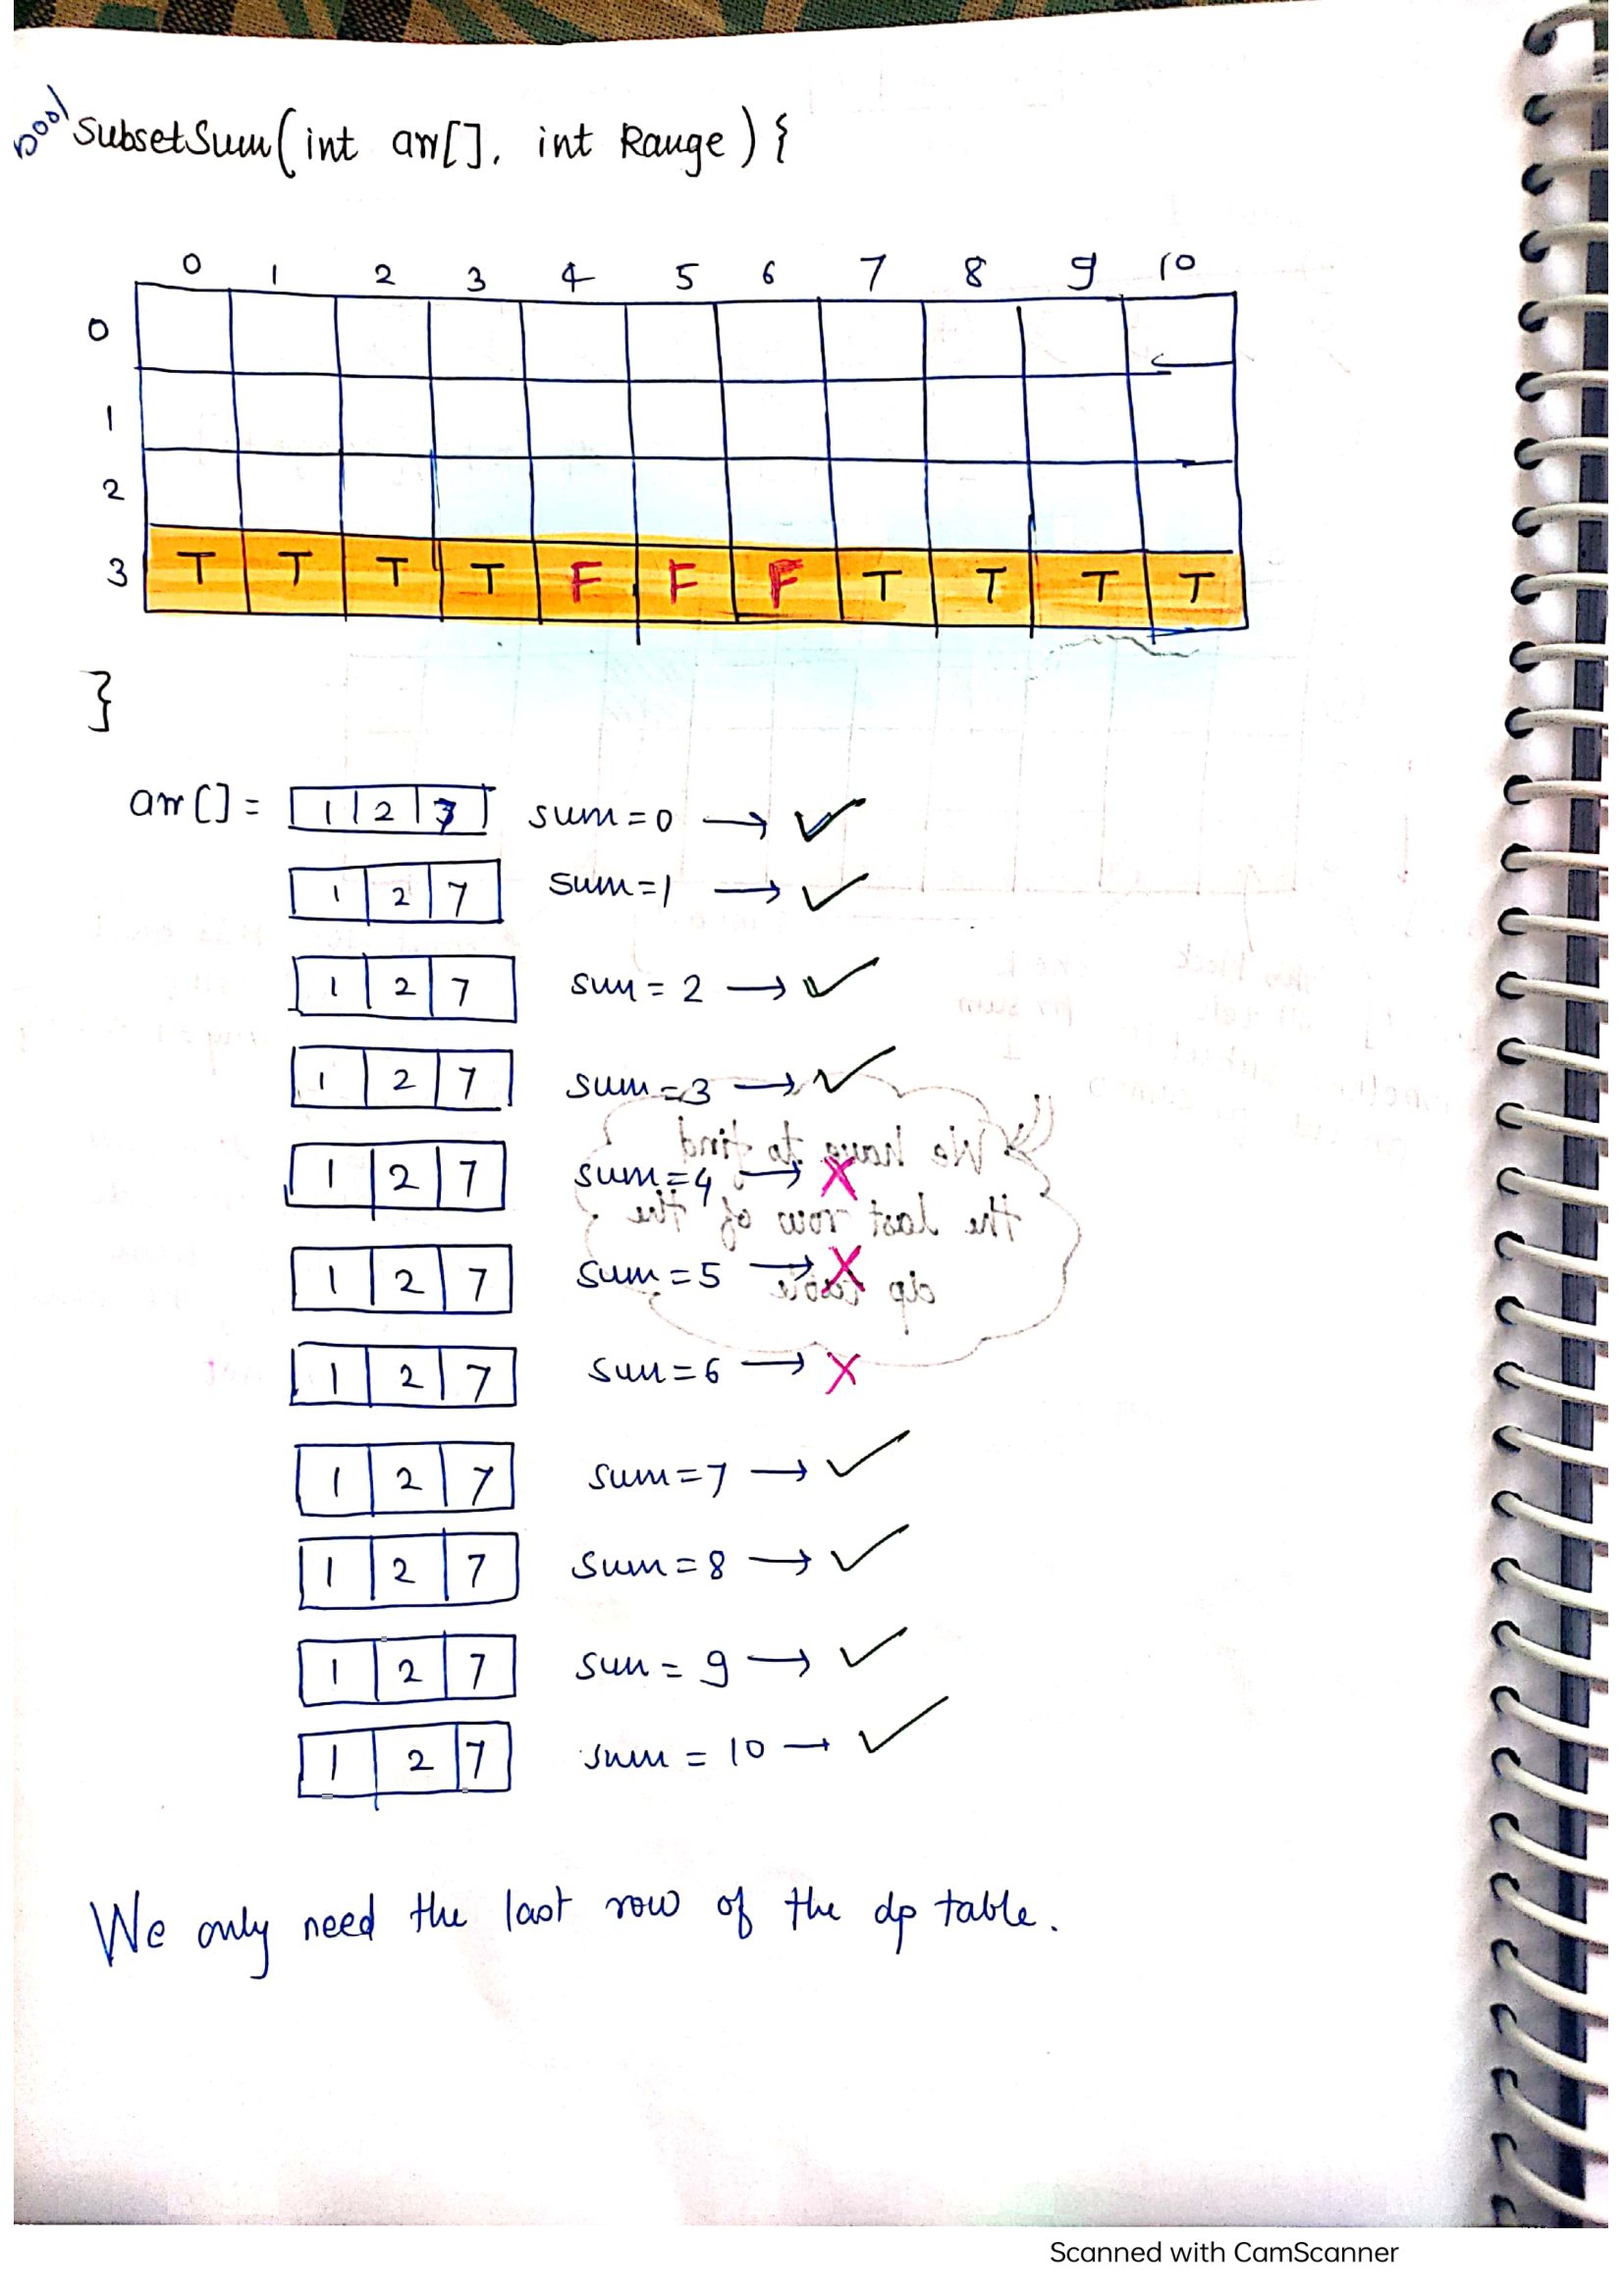 bool SubsetSum(int arr[], int Range) {
0 1 2 3 4 5 6 7 8 9 10
0
1
2
3 T T T T F F F T T T T
}
arr[] = 1 2 7 sum=0 → ✓
1 2 7 sum=1 → ✓
1 2 7 sum=2 → ✓
1 2 7 sum=3 → ✓
1 2 7 sum=4 → X
1 2 7 sum=5 → X
1 2 7 sum=6 → X
1 2 7 sum=7 → ✓
1 2 7 sum=8 → ✓
1 2 7 sum=9 → ✓
1 2 7 sum=10 → ✓
We have to find
the last row of the
dp table
We only need the last row of the dp table.
Scanned with CamScanner